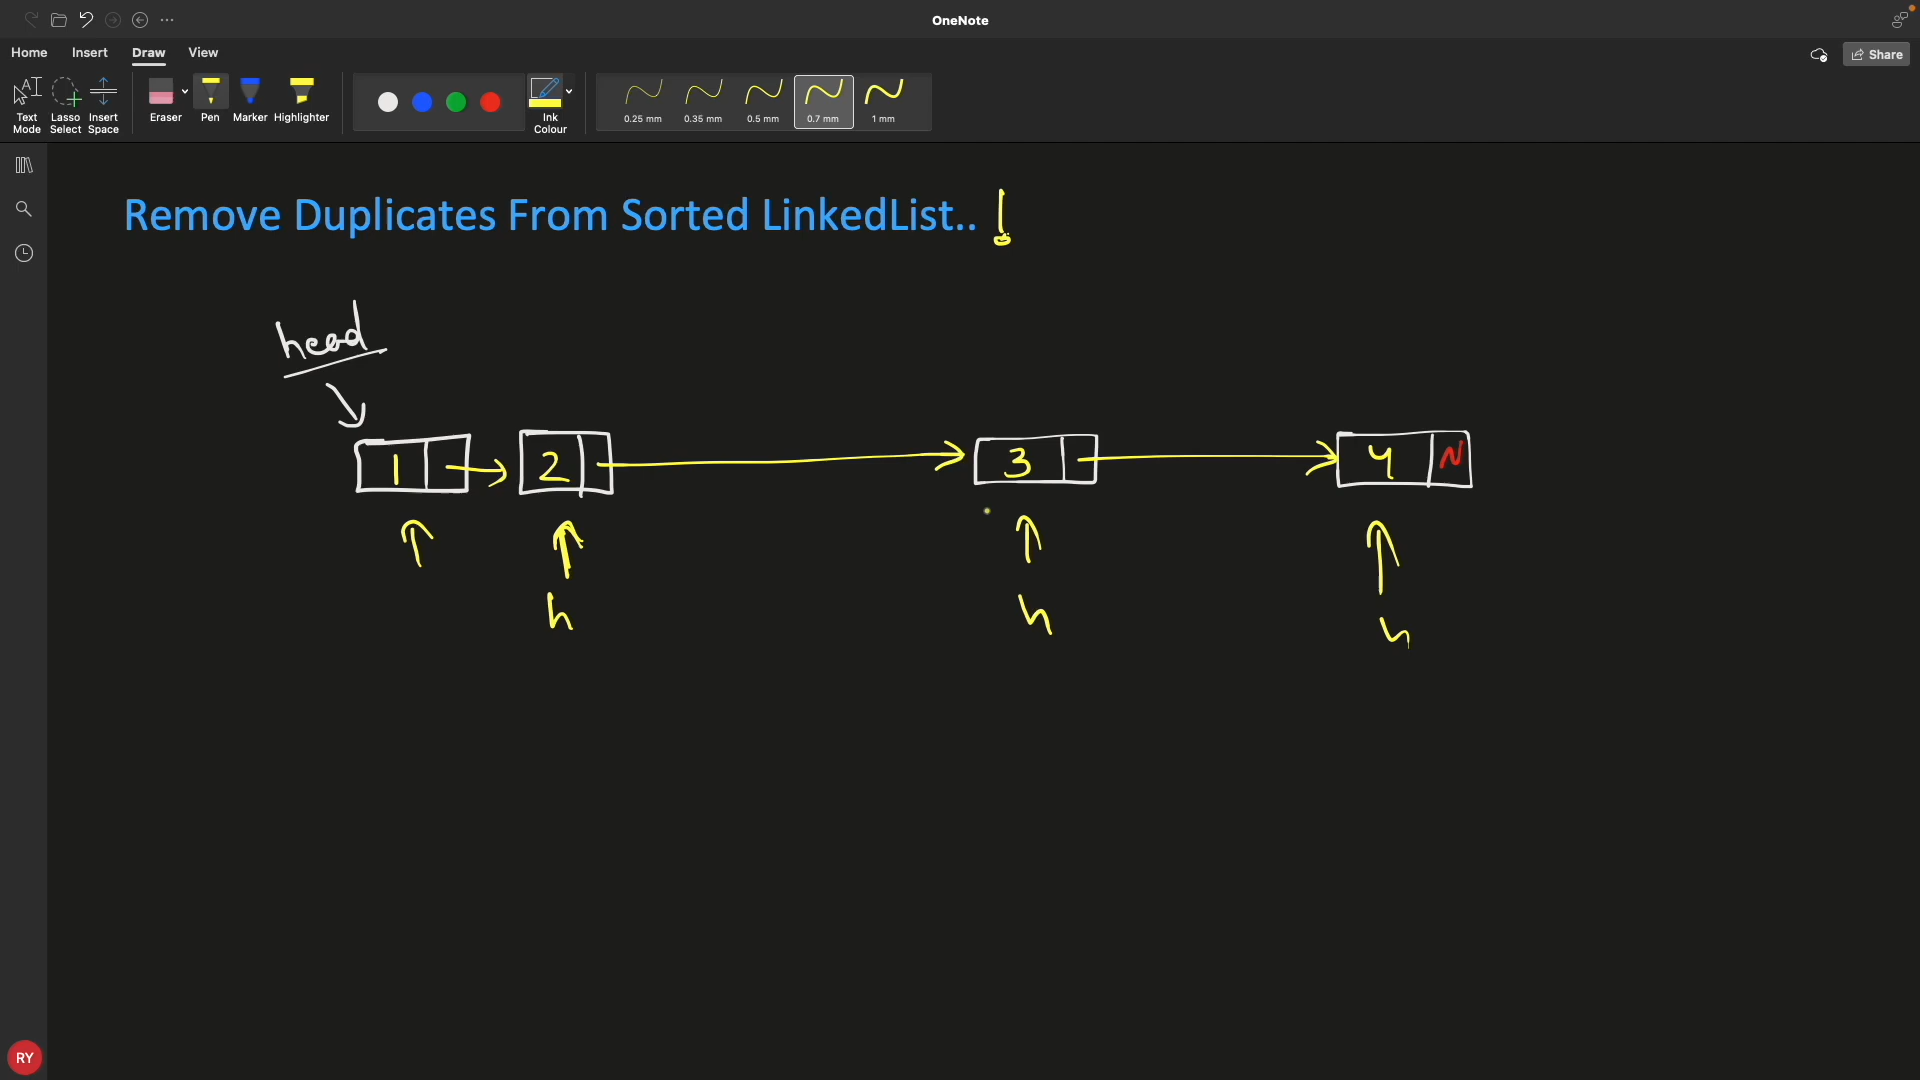 OneNote
Home Insert Draw View
Share
Text Mode
Lasso Select
Insert Space
Eraser
Pen
Marker
Highlighter
Ink Colour
0.25 mm
0.35 mm
0.5 mm
0.7 mm
1 mm
Remove Duplicates From Sorted LinkedList.. !
head
1 2 3 4 N
h h h
RY